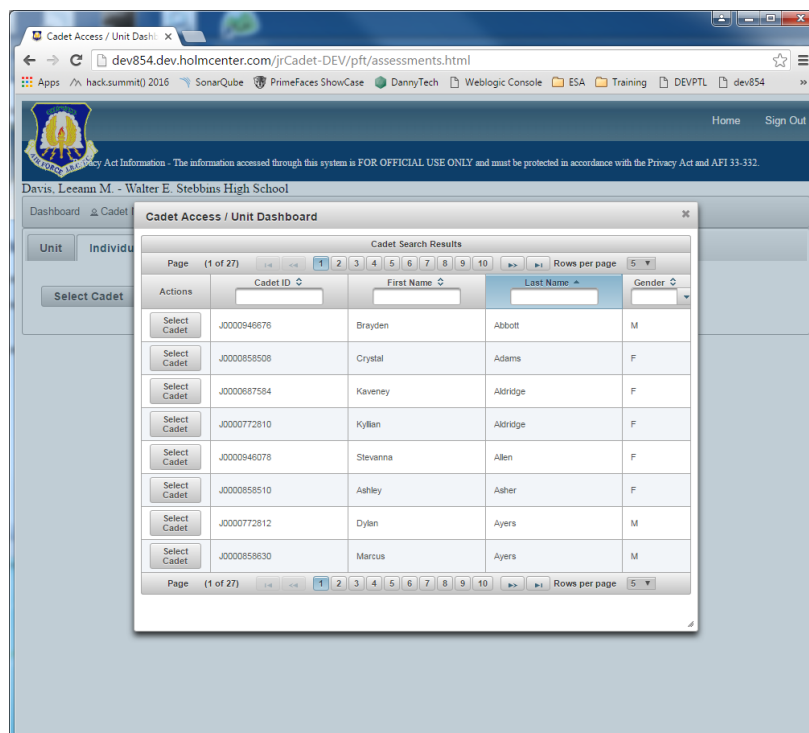 Cadet Access / Unit Dashb
dev854.dev.holmcenter.com/jrCadet-DEV/pft/assessments.html
Apps hack.summit() 2016 SonarQube PrimeFaces ShowCase DannyTech Weblogic Console ESA Training DEVPTL dev854 »
Home Sign Out
cy Act Information - The information accessed through this system is FOR OFFICIAL USE ONLY and must be protected in accordance with the Privacy Act and AFI 33-332.
Davis, Leeann M. - Walter E. Stebbins High School
Dashboard Cadet
Cadet Access / Unit Dashboard
Unit Individu
Select Cadet
Cadet Search Results
Page (1 of 27) 1 2 3 4 5 6 7 8 9 10 Rows per page 5
Actions Cadet ID First Name Last Name Gender
Select Cadet J0000946676 Brayden Abbott M
Select Cadet J0000858508 Crystal Adams F
Select Cadet J0000687584 Kaveney Aldridge F
Select Cadet J0000772810 Kyllian Aldridge F
Select Cadet J0000946078 Stevanna Allen F
Select Cadet J0000858510 Ashley Asher F
Select Cadet J0000772812 Dylan Ayers M
Select Cadet J0000858630 Marcus Ayers M
Page (1 of 27) 1 2 3 4 5 6 7 8 9 10 Rows per page 5